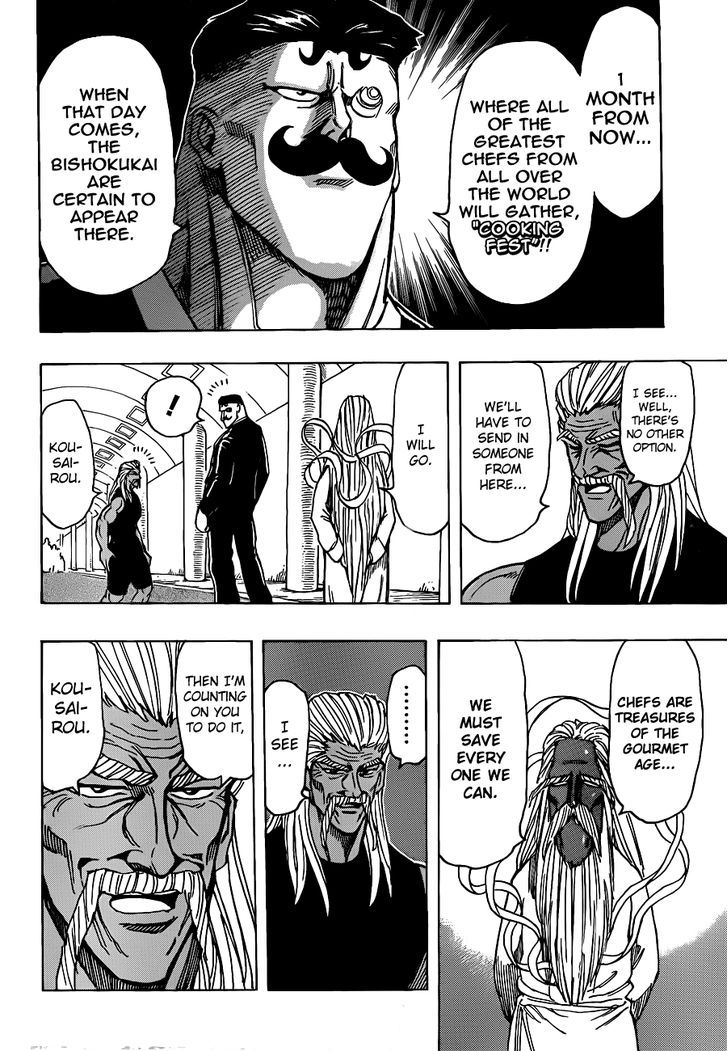 1
MONTH
FROM
NOW...
WHERE ALL
OF THE
GREATEST
CHEFS FROM
ALL OVER
THE WORLD
WILL GATHER,
"COOKING
FEST"!!
WHEN
THAT DAY
COMES,
THE
BISHOKUKAI
ARE
CERTAIN TO
APPEAR
THERE.
I SEE...
WELL,
THERE'S
NO OTHER
OPTION.
WE'LL
HAVE TO
SEND IN
SOMEONE
FROM
HERE...
I
WILL
GO.
!
KOU-
SAI-
ROU.
CHEFS ARE
TREASURES
OF THE
GOURMET
AGE...
WE
MUST
SAVE
EVERY
ONE WE
CAN.
.........
I
SEE
...
THEN I'M
COUNTING
ON YOU
TO DO IT,
KOU-
SAI-
ROU.